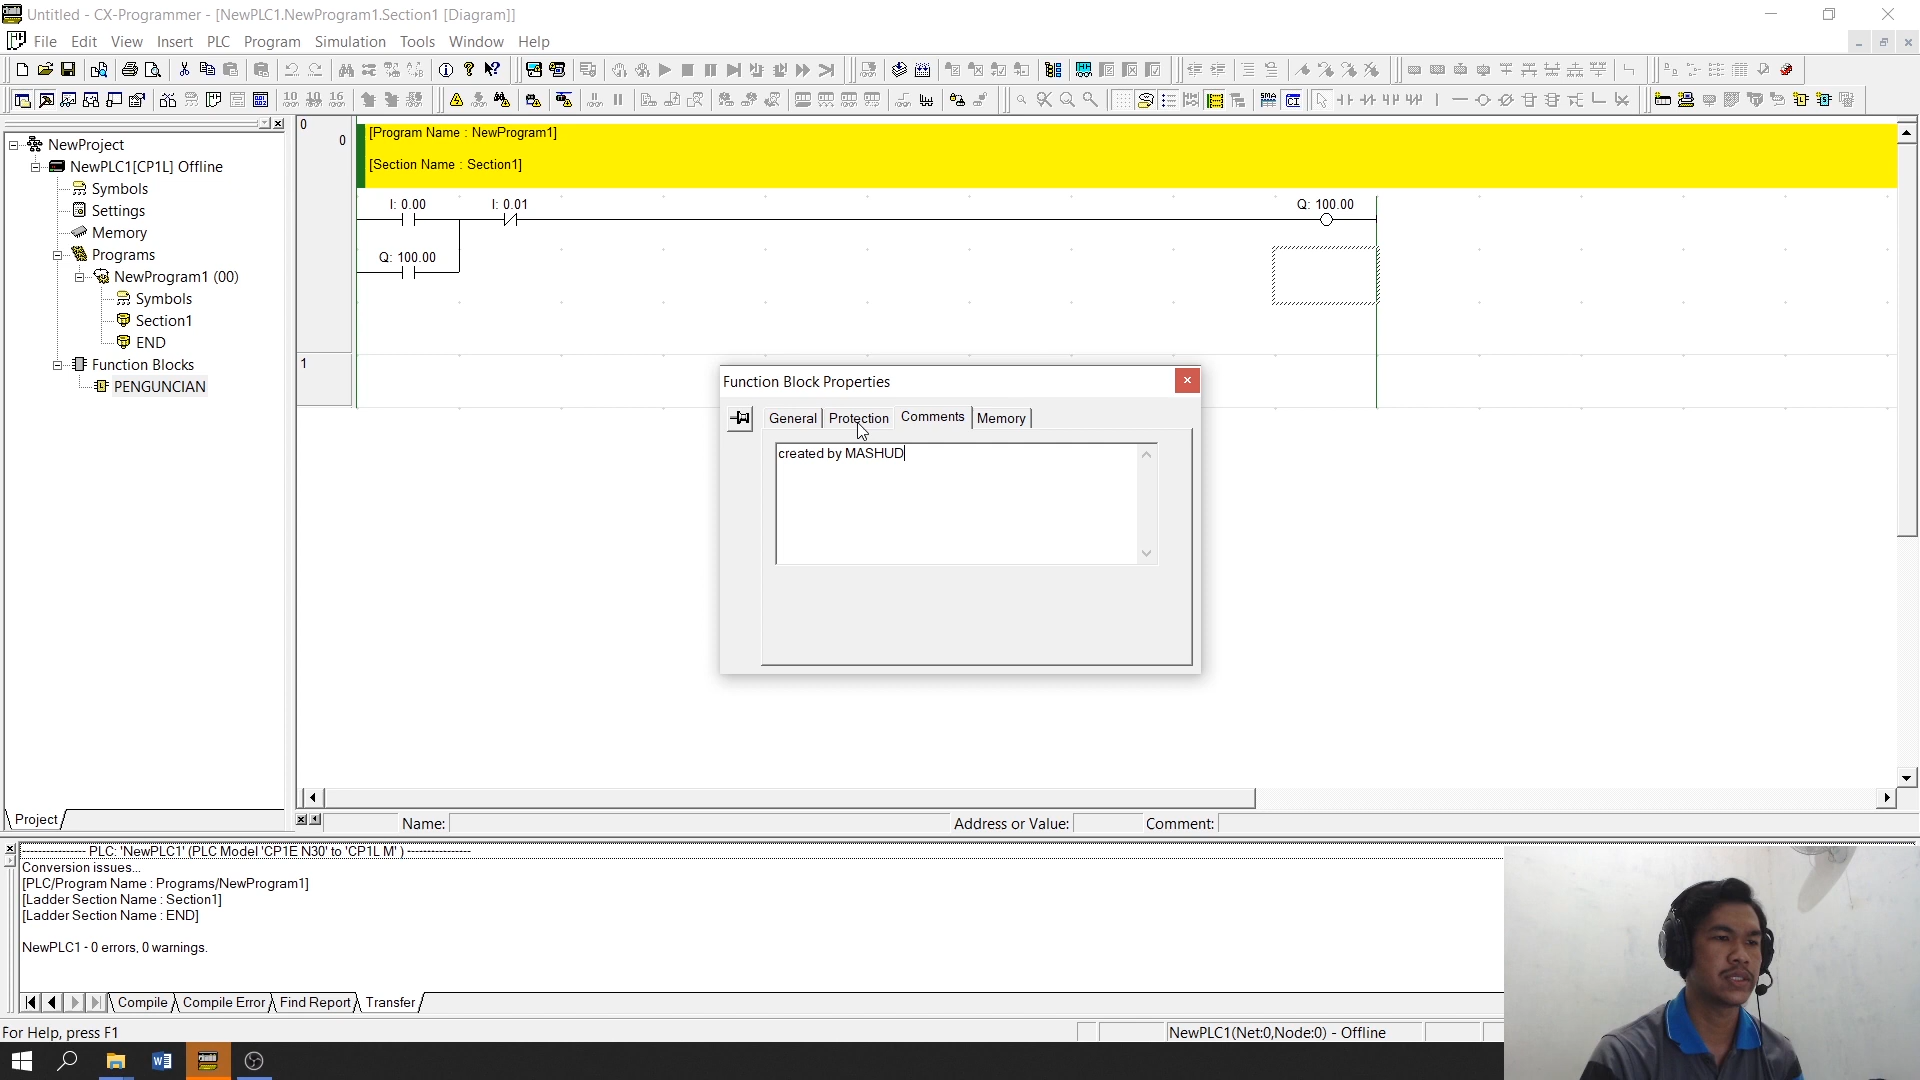 Untitled - CX-Programmer - [NewPLC1.NewProgram1.Section1 [Diagram]]
File Edit View Insert PLC Program Simulation Tools Window Help
NewProject
NewPLC1[CP1L] Offline
Symbols
Settings
Memory
Programs
NewProgram1 (00)
Symbols
Section1
END
Function Blocks
PENGUNCIAN
Project
0
0
[Program Name : NewProgram1]
[Section Name : Section1]
I: 0.00 I: 0.01 Q: 100.00
Q: 100.00
1
Function Block Properties
General Protection Comments Memory
created by MASHUD
Name: Address or Value: Comment:
PLC: 'NewPLC1' (PLC Model 'CP1E N30' to 'CP1L M' )
Conversion issues...
[PLC/Program Name : Programs/NewProgram1]
[Ladder Section Name : Section1]
[Ladder Section Name : END]
NewPLC1 - 0 errors, 0 warnings.
Compile Compile Error Find Report Transfer
For Help, press F1
NewPLC1(Net:0,Node:0) - Offline